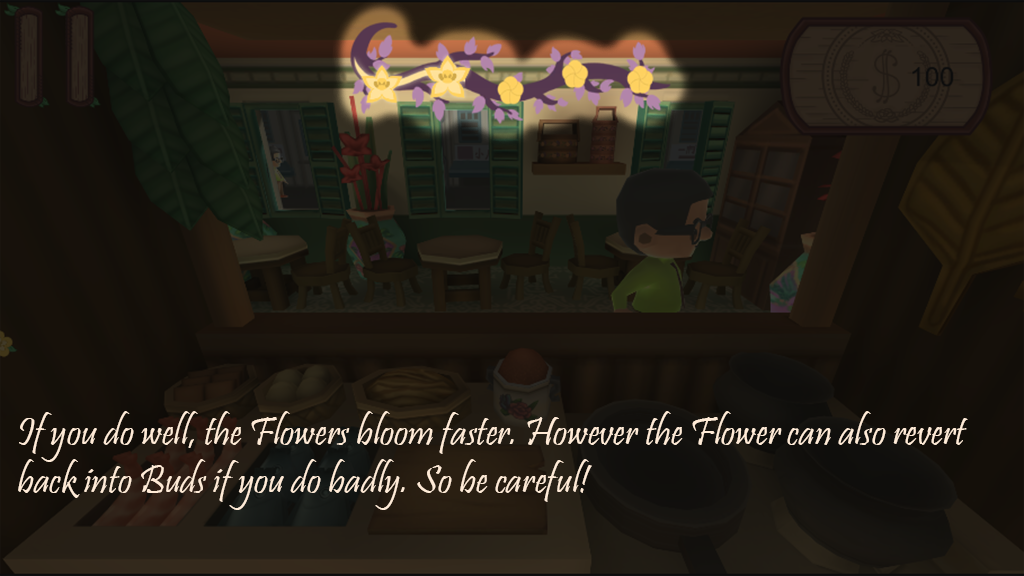 $ 100
If you do well, the Flowers bloom faster. However the Flower can also revert
back into Buds if you do badly. So be careful!